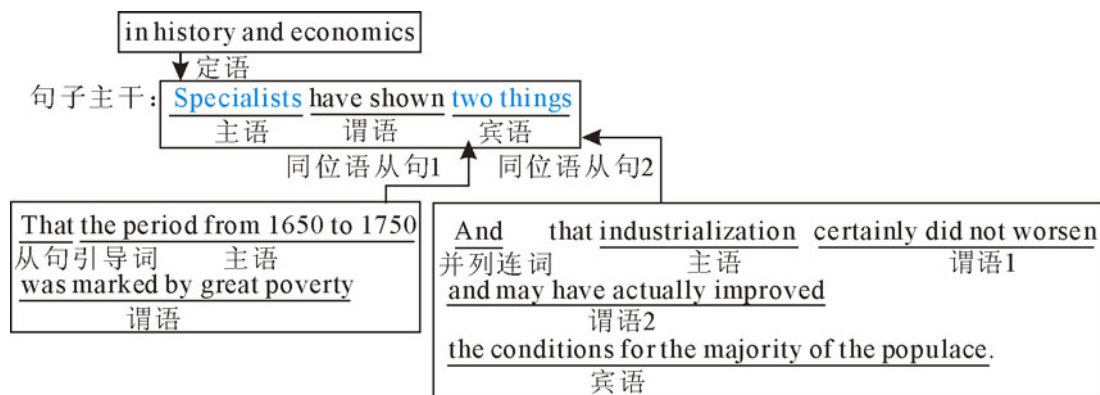 in history and economics
定语
句子主干：Specialists have shown two things
主语 谓语 宾语
同位语从句1 同位语从句2
That the period from 1650 to 1750
从句引导词 主语
was marked by great poverty
谓语
And that industrialization certainly did not worsen
并列连词 主语 谓语1
and may have actually improved
谓语2
the conditions for the majority of the populace.
宾语